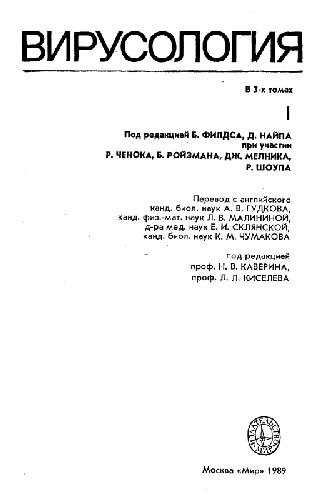 ВИРУСОЛОГИЯ
В 3-х томах
I
Под редакцией Б. ФИЛДСА, Д. НАЙПА
при участии
Р. ЧЕНОКА, Б. РОЙЗМАНА, ДЖ. МЕЛНИКА,
Р. ШОУПА
Перевод с английского
канд. биол. наук А. В. ГУДКОВА,
канд. физ.-мат. наук Л. В. МАЛИНИНОЙ,
д-ра мед. наук Е. И. СКЛЯНСКОЙ,
канд. биол. наук К. М. ЧУМАКОВА
под редакцией
проф. Н. В. КАВЕРИНА,
проф. Л. Л. КИСЕЛЕВА
ИЗДАТЕЛЬСТВО МИР
Москва «Мир» 1989